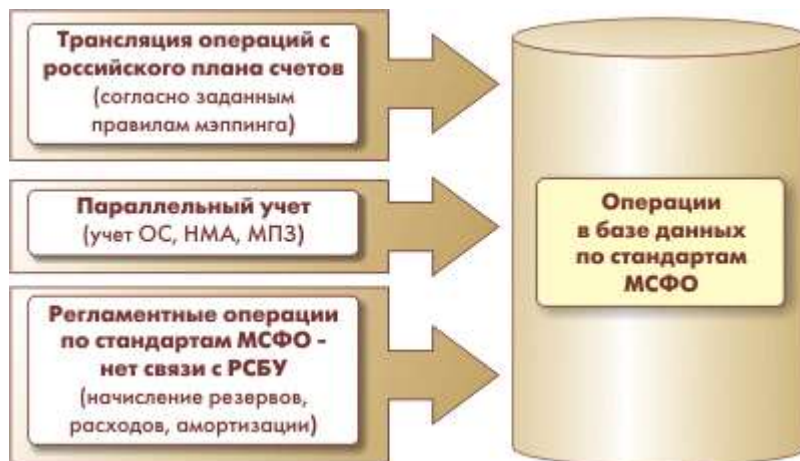 Трансляция операций с
российского плана счетов
(согласно заданным
правилам мэппинга)
Параллельный учет
(учет ОС, НМА, МПЗ)
Регламентные операции
по стандартам МСФО -
нет связи с РСБУ
(начисление резервов,
расходов, амортизации)
Операции
в базе данных
по стандартам
МСФО